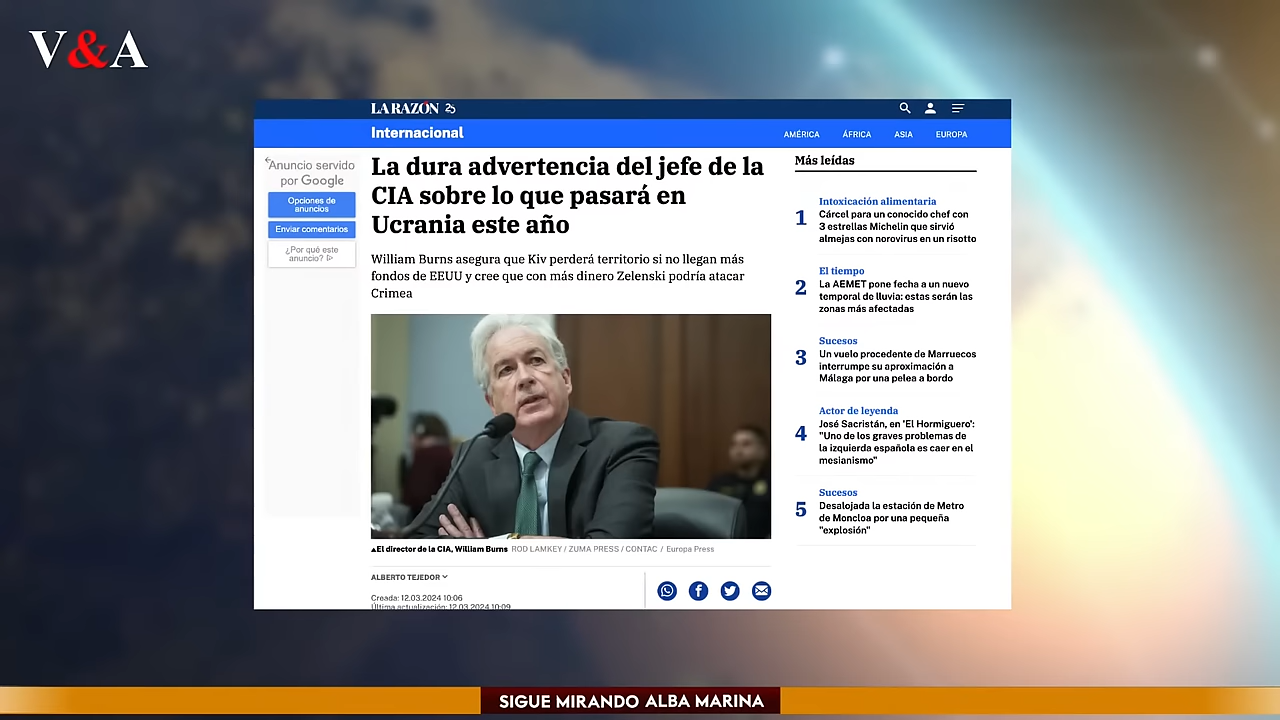 V&A
LA RAZÓN 25
Internacional
AMÉRICA ÁFRICA ASIA EUROPA
Anuncio servido
por Google
Opciones de
anuncios
Enviar comentarios
¿Por qué este
anuncio?
La dura advertencia del jefe de la
CIA sobre lo que pasará en
Ucrania este año
William Burns asegura que Kiv perderá territorio si no llegan más
fondos de EEUU y cree que con más dinero Zelenski podría atacar
Crimea
El director de la CIA, William Burns ROD LAMKEY / ZUMA PRESS / CONTAC / Europa Press
ALBERTO TEJEDOR
Creada: 12.03.2024 10:06
Última actualización: 12.03.2024 10:09
Más leídas
1
Intoxicación alimentaria
Cárcel para un conocido chef con
3 estrellas Michelin que sirvió
almejas con norovirus en un risotto
2
El tiempo
La AEMET pone fecha a un nuevo
temporal de lluvia: estas serán las
zonas más afectadas
3
Sucesos
Un vuelo procedente de Marruecos
interrumpe su aproximación a
Málaga por una pelea a bordo
4
Actor de leyenda
José Sacristán, en 'El Hormiguero':
"Uno de los graves problemas de
la izquierda española es caer en el
mesianismo"
5
Sucesos
Desalojada la estación de Metro
de Moncloa por una pequeña
"explosión"
SIGUE MIRANDO ALBA MARINA